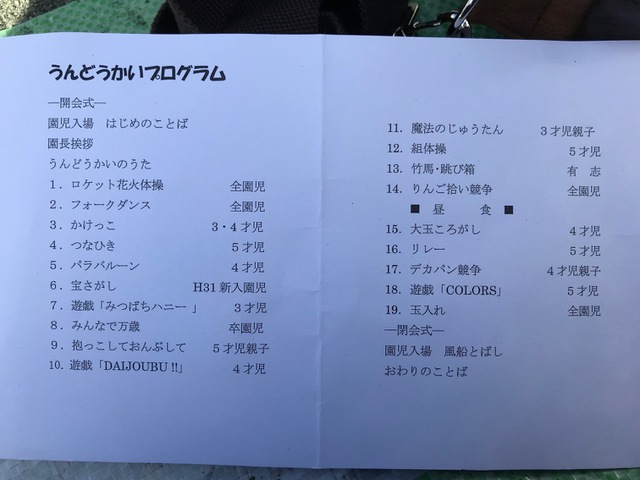 うんどうかいプログラム
―開会式―
園児入場　はじめのことば
園長挨拶
うんどうかいのうた
1．ロケット花火体操　全園児
2．フォークダンス　全園児
3．かけっこ　3・4才児
4．つなひき　5才児
5．パラバルーン　4才児
6．宝さがし　H31新入園児
7．遊戯「みつばちハニー 」　3才児
8．みんなで万歳　卒園児
9．抱っこしておんぶして　5才児親子
10．遊戯「DAIJOUBU !!」　4才児
11．魔法のじゅうたん　3才児親子
12．組体操　5才児
13．竹馬･跳び箱　有　志
14．りんご拾い競争　全園児
■　昼　食　■
15．大玉ころがし　4才児
16．リレー　5才児
17．デカパン競争　4才児親子
18．遊戯「COLORS」　5才児
19．玉入れ　全園児
―閉会式―
園児入場　風船とばし
おわりのことば